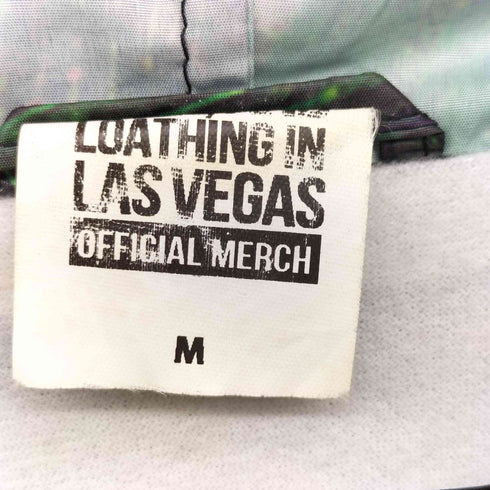 LOATHING IN
LAS VEGAS
OFFICIAL MERCH
M